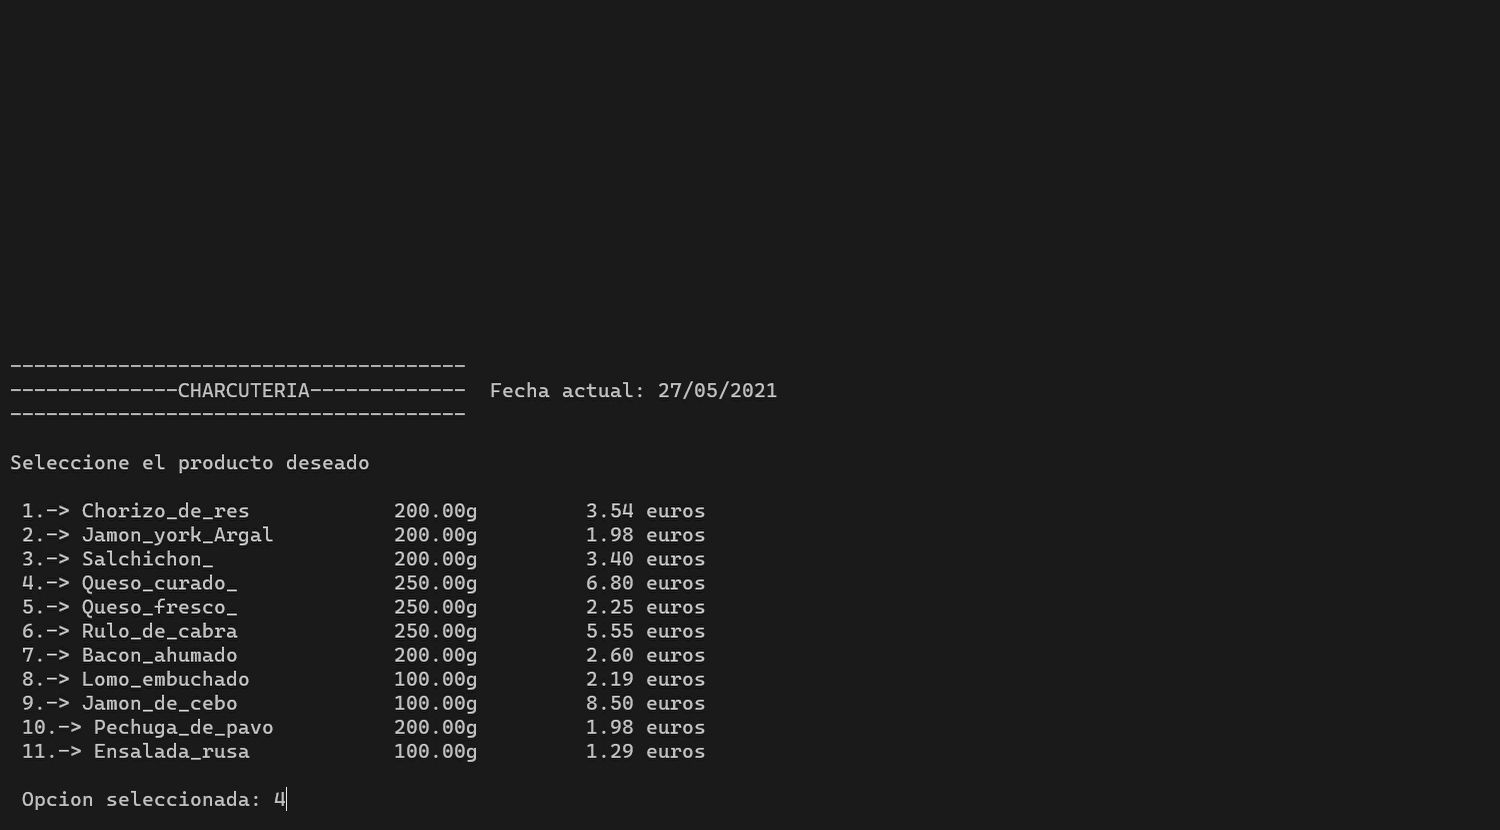 --------------------------------------
--------------CHARCUTERIA-------------  Fecha actual: 27/05/2021
--------------------------------------
Seleccione el producto deseado
1.-> Chorizo_de_res 200.00g 3.54 euros
2.-> Jamon_york_Argal 200.00g 1.98 euros
3.-> Salchichon_ 200.00g 3.40 euros
4.-> Queso_curado_ 250.00g 6.80 euros
5.-> Queso_fresco_ 250.00g 2.25 euros
6.-> Rulo_de_cabra 250.00g 5.55 euros
7.-> Bacon_ahumado 200.00g 2.60 euros
8.-> Lomo_embuchado 100.00g 2.19 euros
9.-> Jamon_de_cebo 100.00g 8.50 euros
10.-> Pechuga_de_pavo 200.00g 1.98 euros
11.-> Ensalada_rusa 100.00g 1.29 euros
Opcion seleccionada: 4